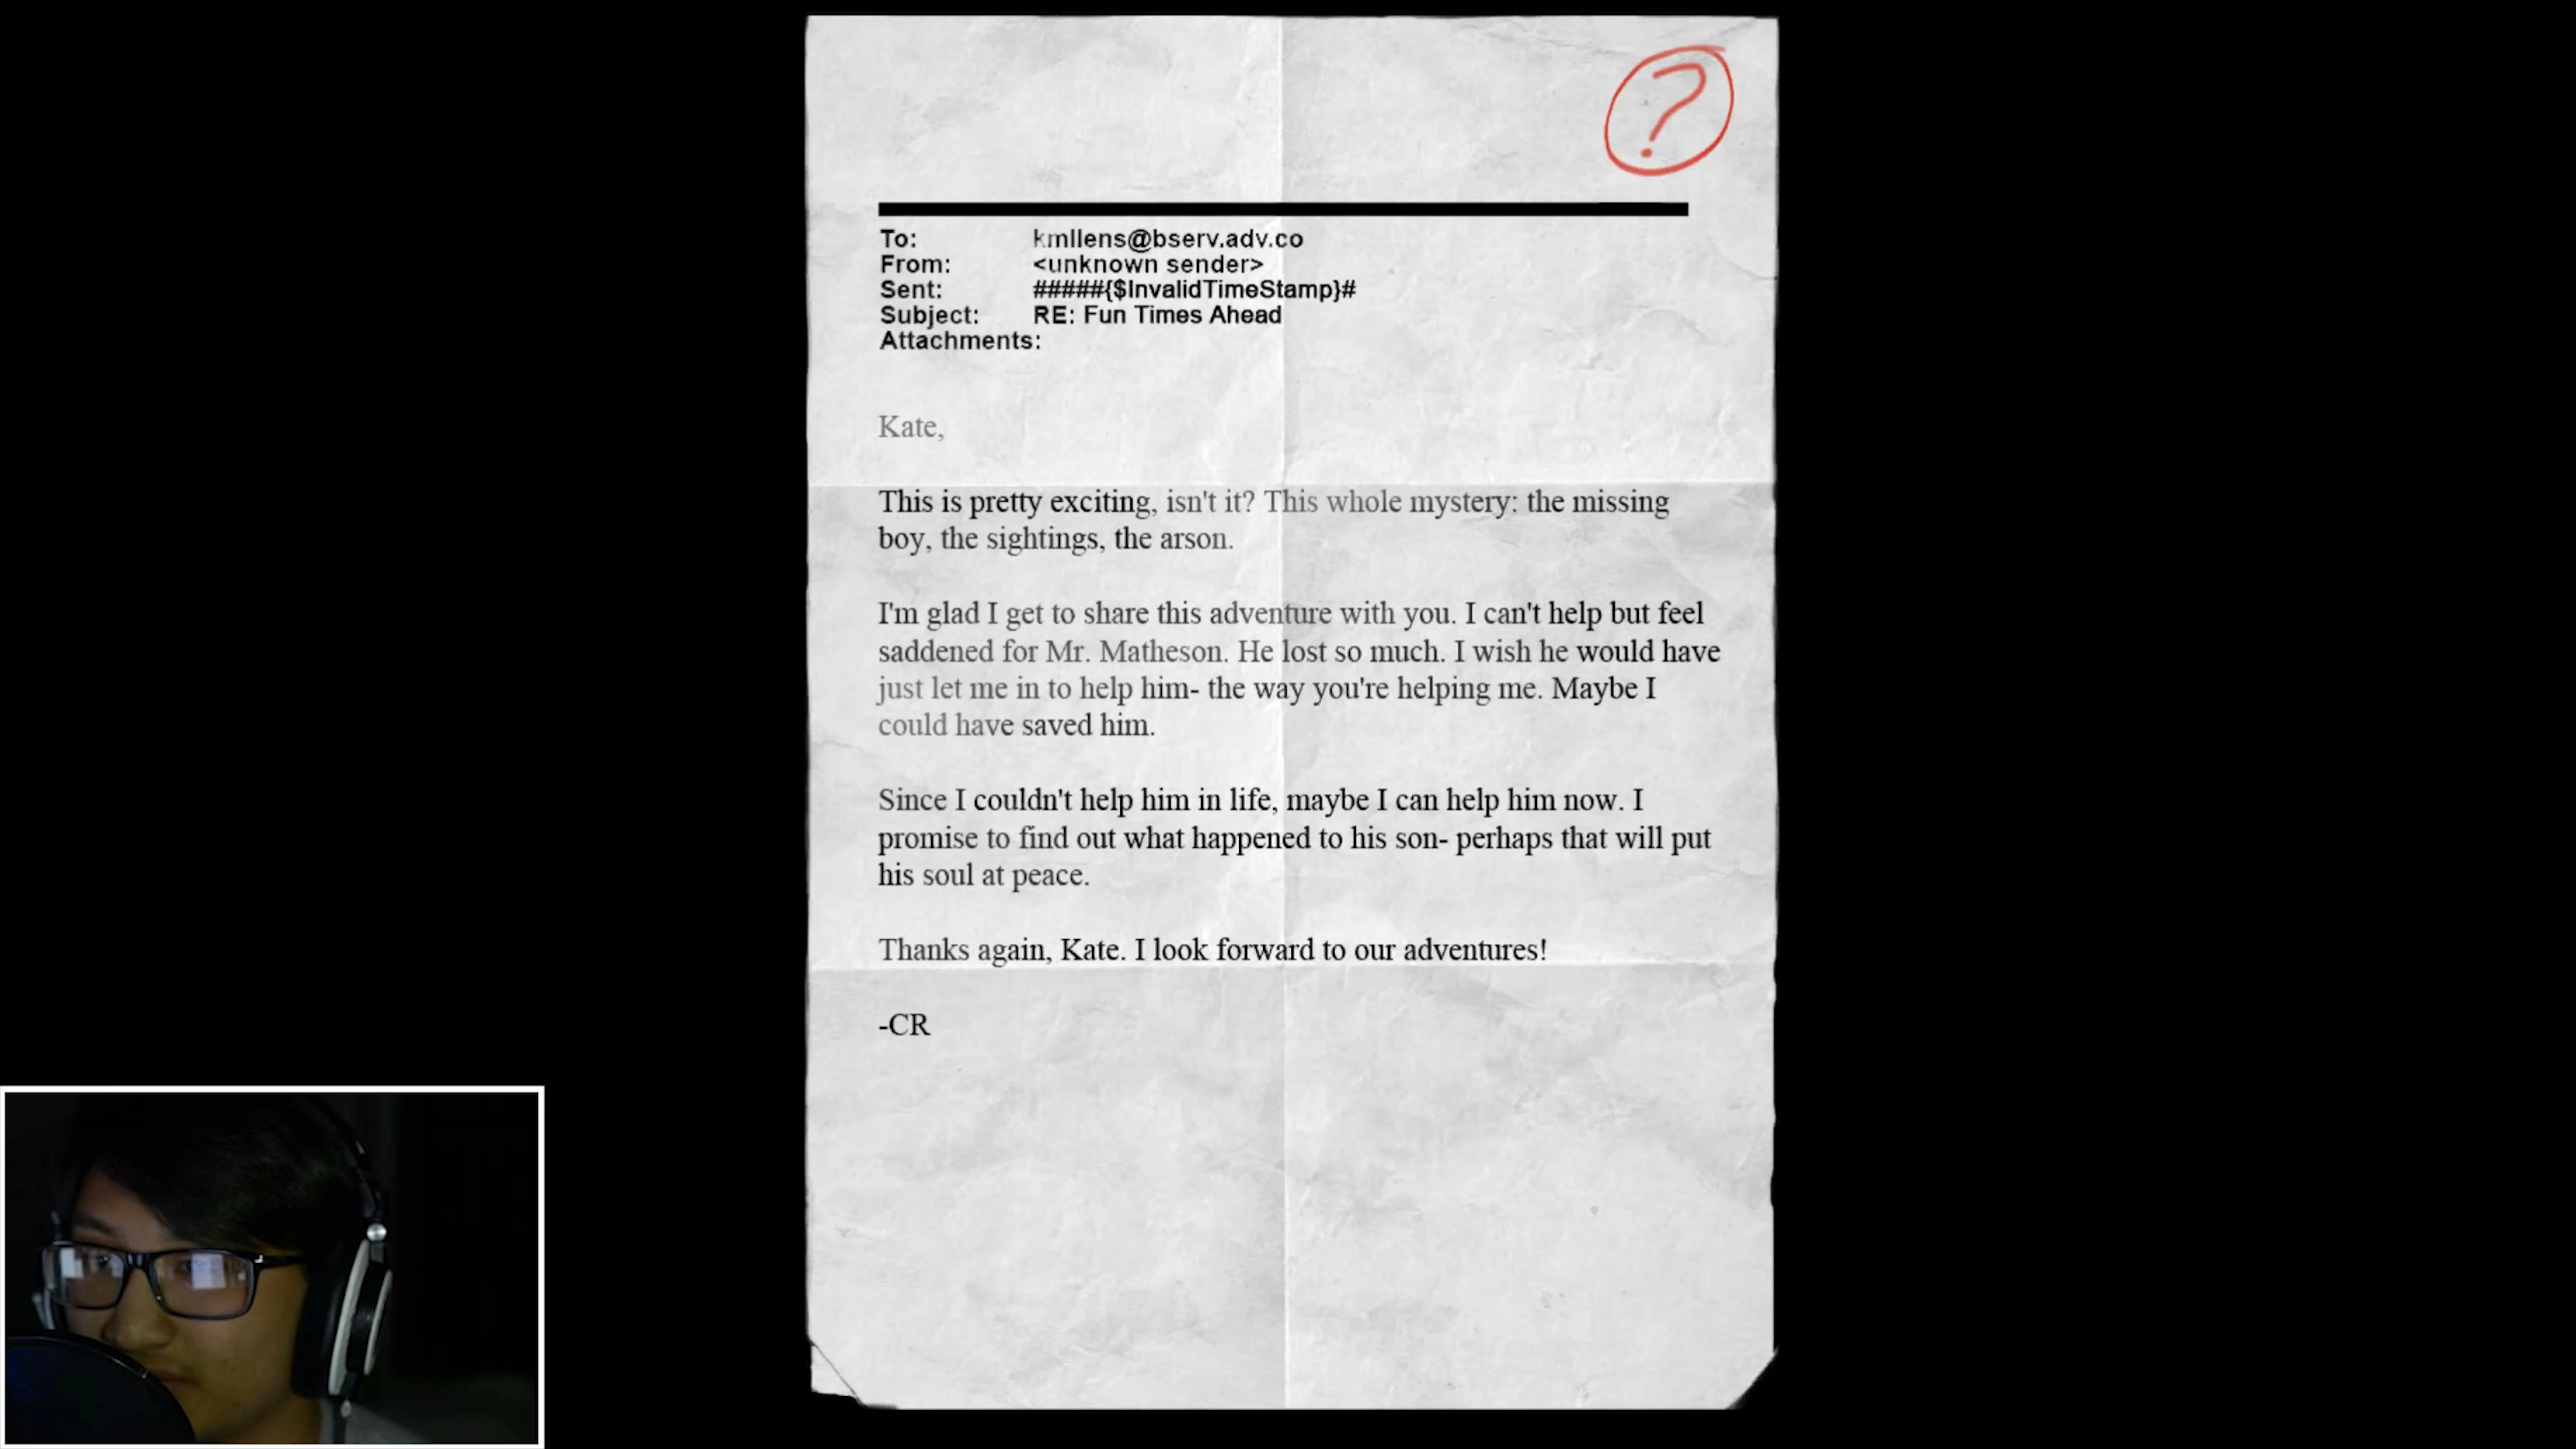 ?
To: kmllens@bserv.adv.co
From: <unknown sender>
Sent: #####{$InvalidTimeStamp}#
Subject: RE: Fun Times Ahead
Attachments:
Kate,
This is pretty exciting, isn't it? This whole mystery: the missing
boy, the sightings, the arson.
I'm glad I get to share this adventure with you. I can't help but feel
saddened for Mr. Matheson. He lost so much. I wish he would have
just let me in to help him- the way you're helping me. Maybe I
could have saved him.
Since I couldn't help him in life, maybe I can help him now. I
promise to find out what happened to his son- perhaps that will put
his soul at peace.
Thanks again, Kate. I look forward to our adventures!
-CR